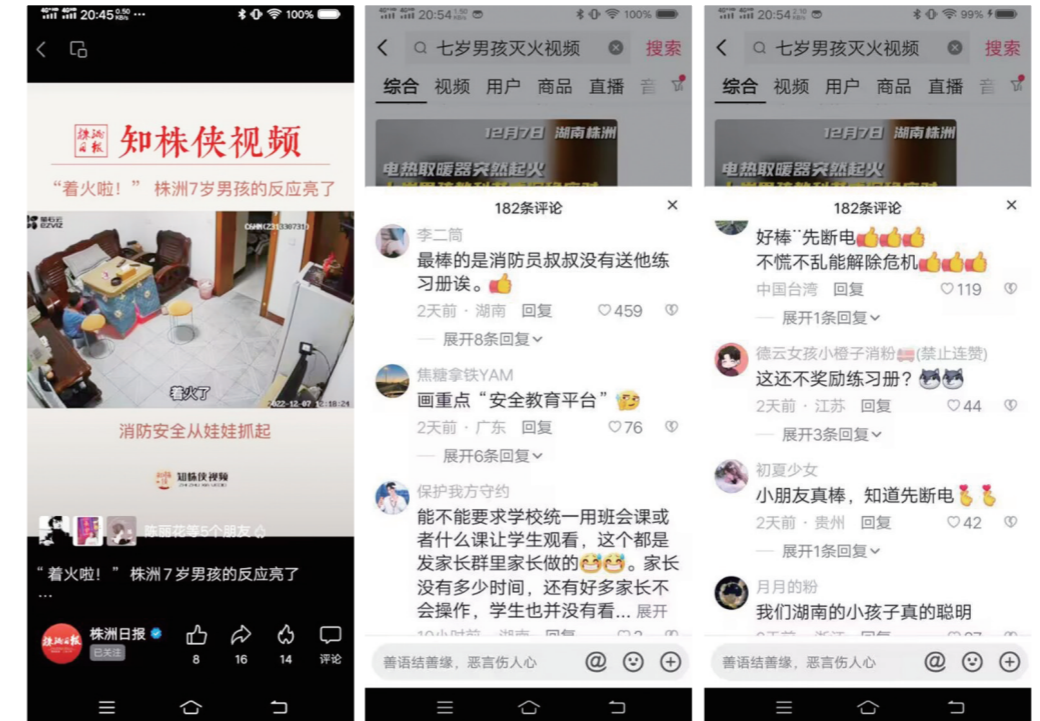 20:45
100%
株洲日报
知株侠视频
“着火啦！” 株洲7岁男孩的反应亮了
萤石云
EZVIZ
着火了
2022-12-07 12:18:24
消防安全从娃娃抓起
知株侠视频
陈丽花等5个朋友
“着火啦！” 株洲7岁男孩的反应亮了
...
株洲日报
已关注
8
16
14
评论
20:54
100%
七岁男孩灭火视频
搜索
综合 视频 用户 商品 直播 音
12月7日 湖南株洲
电热取暖器突然起火
182条评论
李二筒
最棒的是消防员叔叔没有送他练
习册诶。👍
2天前 · 湖南 回复
459
展开8条回复
焦糖拿铁YAM
画重点“安全教育平台”
2天前 · 广东 回复
76
展开6条回复
保护我方守约
能不能要求学校统一用班会课或
者什么课让学生观看，这个都是
发家长群里家长做的😅😅。家长
没有多少时间，还有好多家长不
会操作，学生也并没有看... 展开
10小时前 · 湖南 回复
善语结善缘，恶言伤人心
20:54
99%
七岁男孩灭火视频
搜索
综合 视频 用户 商品 直播 音
12月7日 湖南株洲
电热取暖器突然起火
182条评论
好棒¨先断电👍👍👍
不慌不乱能解除危机👍👍👍
中国台湾 回复
119
展开1条回复
德云女孩小橙子消粉🚒(禁止连赞)
这还不奖励练习册？
2天前 · 江苏 回复
44
展开3条回复
初夏少女
小朋友真棒，知道先断电
2天前 · 贵州 回复
42
展开1条回复
月月的粉
我们湖南的小孩子真的聪明
善语结善缘，恶言伤人心